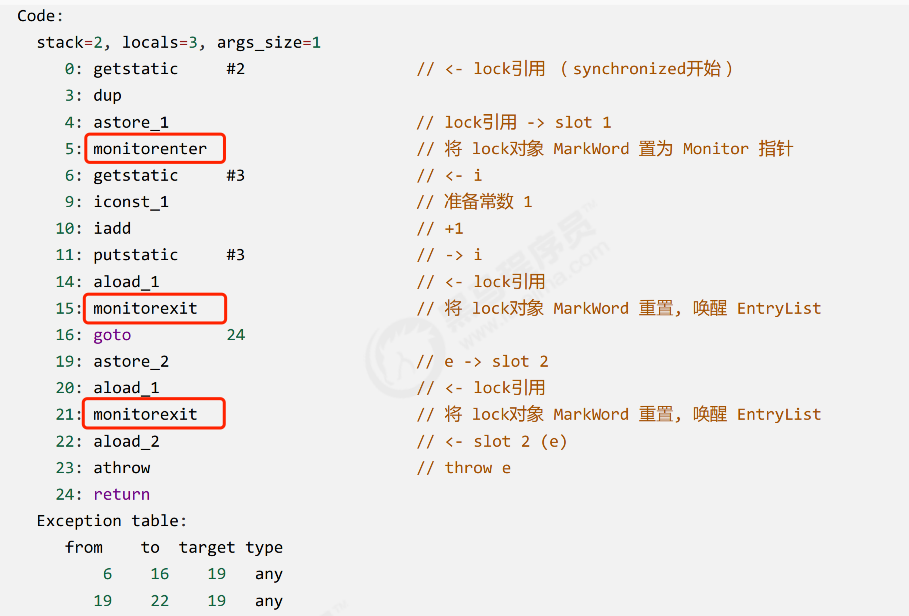 Code:
stack=2, locals=3, args_size=1
0: getstatic #2 // <- lock引用 （synchronized开始）
3: dup
4: astore_1 // lock引用 -> slot 1
5: monitorenter // 将 lock对象 MarkWord 置为 Monitor 指针
6: getstatic #3 // <- i
9: iconst_1 // 准备常数 1
10: iadd // +1
11: putstatic #3 // -> i
14: aload_1 // <- lock引用
15: monitorexit // 将 lock对象 MarkWord 重置, 唤醒 EntryList
16: goto 24
19: astore_2 // e -> slot 2
20: aload_1 // <- lock引用
21: monitorexit // 将 lock对象 MarkWord 重置, 唤醒 EntryList
22: aload_2 // <- slot 2 (e)
23: athrow // throw e
24: return
Exception table:
from to target type
6 16 19 any
19 22 19 any